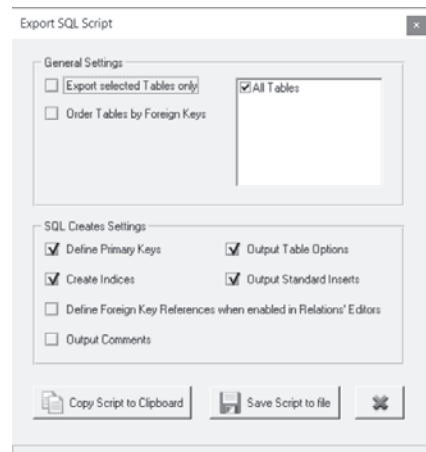 Export SQL Script
General Settings
Export selected Tables only
All Tables
Order Tables by Foreign Keys
SQL Creates Settings
Define Primary Keys
Output Table Options
Create Indices
Output Standard Inserts
Define Foreign Key References when enabled in Relations' Editors
Output Comments
Copy Script to Clipboard
Save Script to file